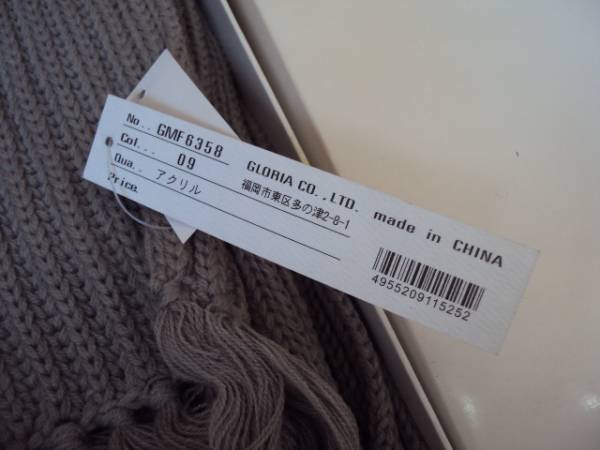 No.. GMF6358
Col... 09
Qua.. アクリル
Price.
GLORIA CO.,LTD.
福岡市東区多の津2-8-1
made in CHINA
4955209115252